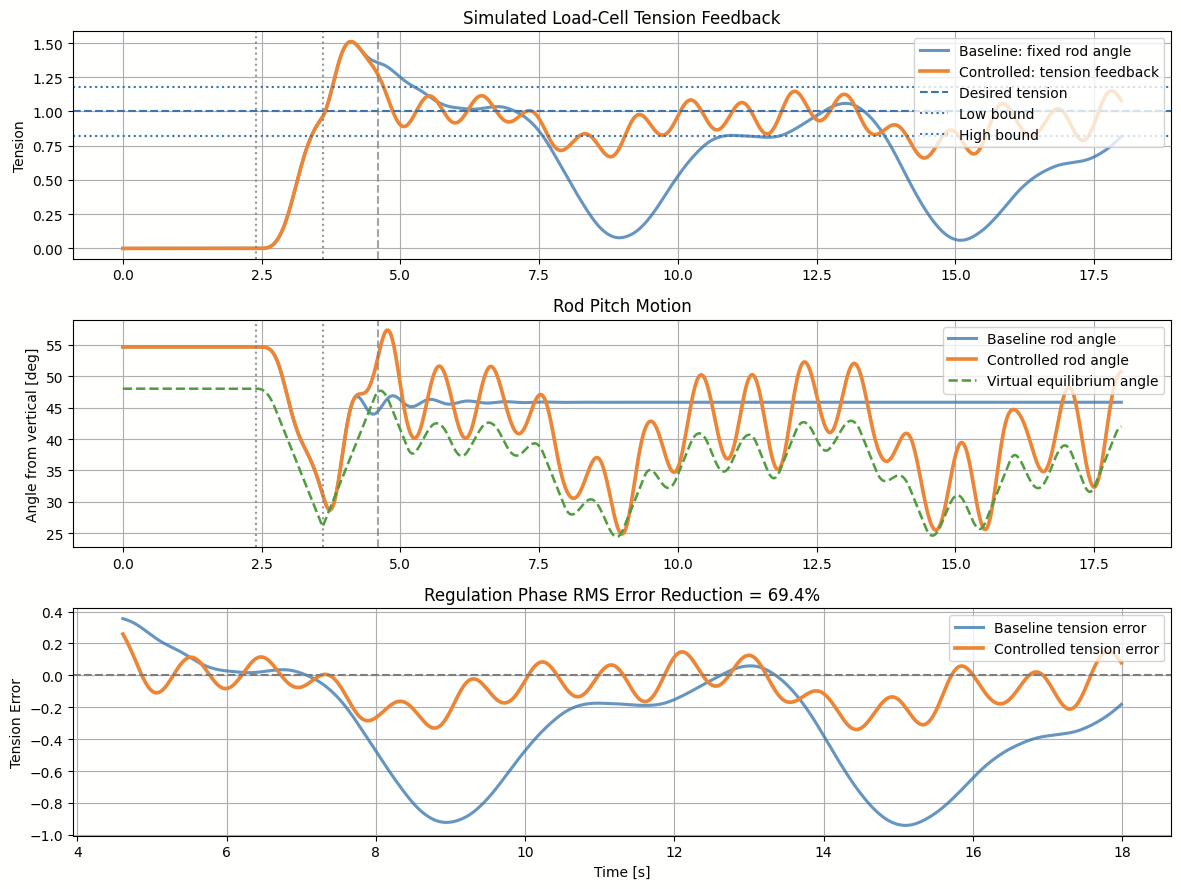 Simulated Load-Cell Tension Feedback
Tension
1.50
1.25
1.00
0.75
0.50
0.25
0.00
Baseline: fixed rod angle
Controlled: tension feedback
Desired tension
Low bound
High bound
0.0 2.5 5.0 7.5 10.0 12.5 15.0 17.5
Rod Pitch Motion
Angle from vertical [deg]
55
50
45
40
35
30
25
Baseline rod angle
Controlled rod angle
Virtual equilibrium angle
0.0 2.5 5.0 7.5 10.0 12.5 15.0 17.5
Regulation Phase RMS Error Reduction = 69.4%
Tension Error
0.4
0.2
0.0
−0.2
−0.4
−0.6
−0.8
−1.0
Baseline tension error
Controlled tension error
4 6 8 10 12 14 16 18
Time [s]